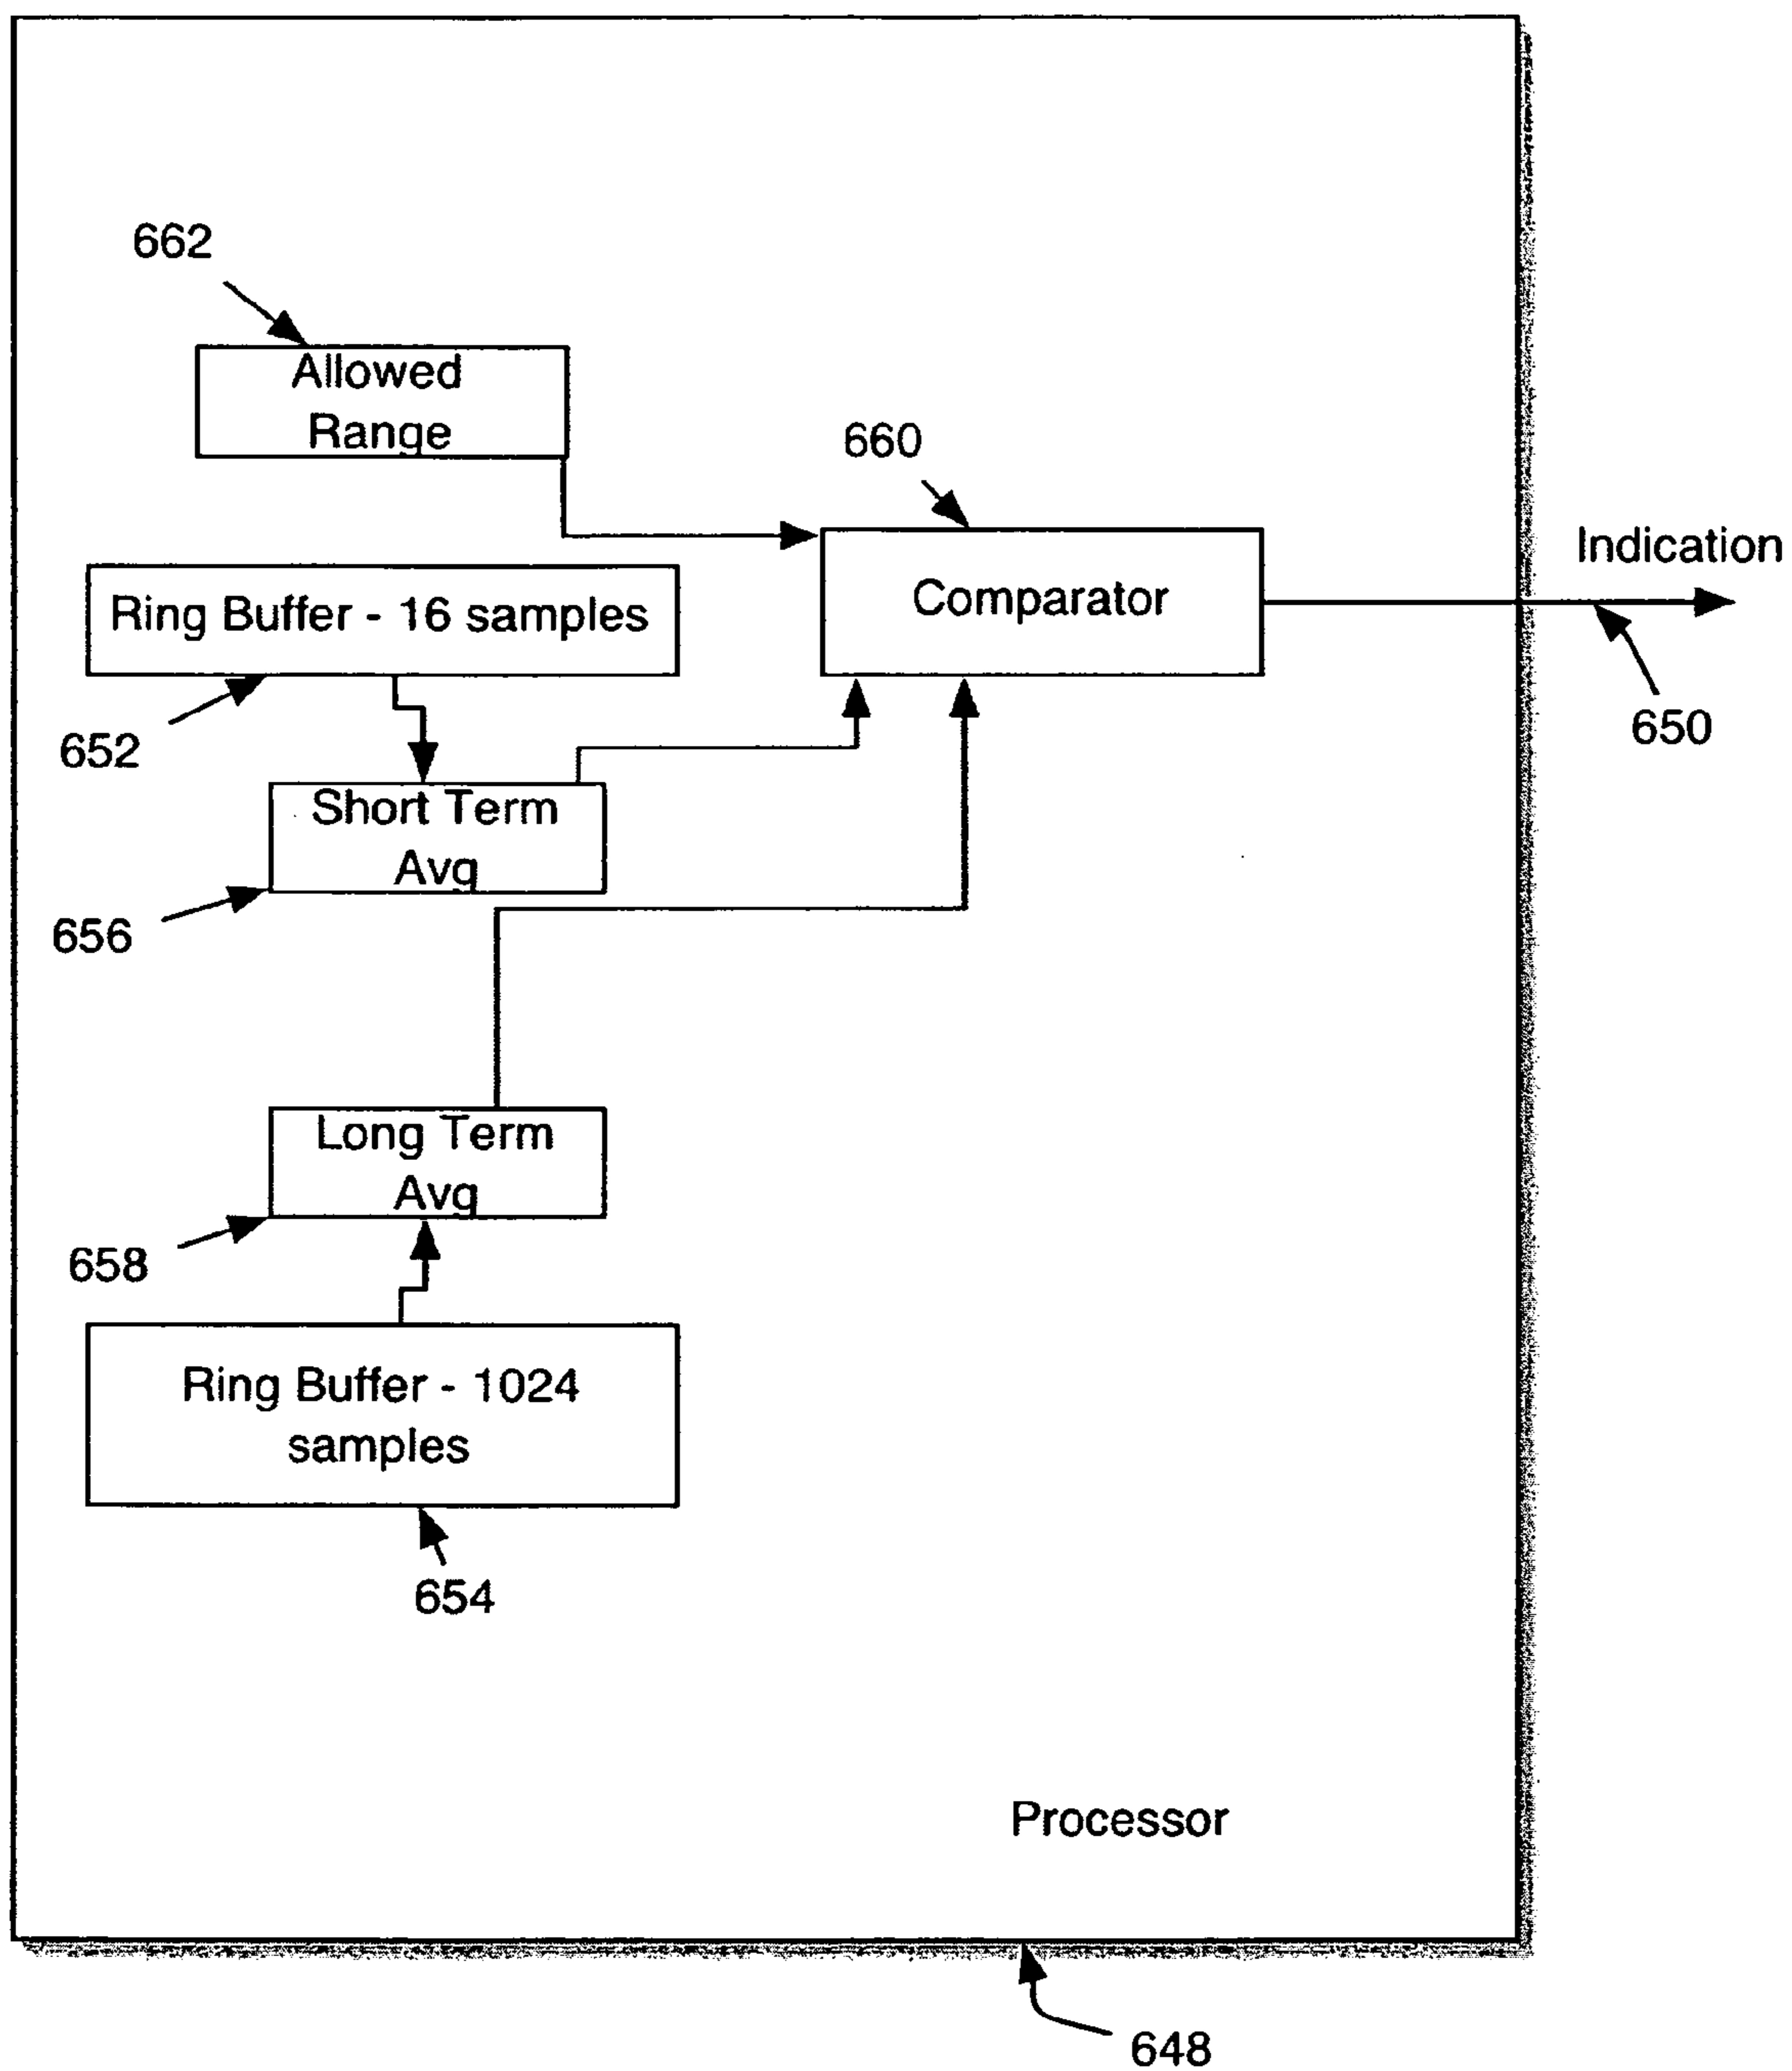 662
Allowed
Range
660
Comparator
Indication
650
Ring Buffer - 16 samples
652
Short Term
Avg
656
Long Term
Avg
658
Ring Buffer - 1024
samples
654
Processor
648